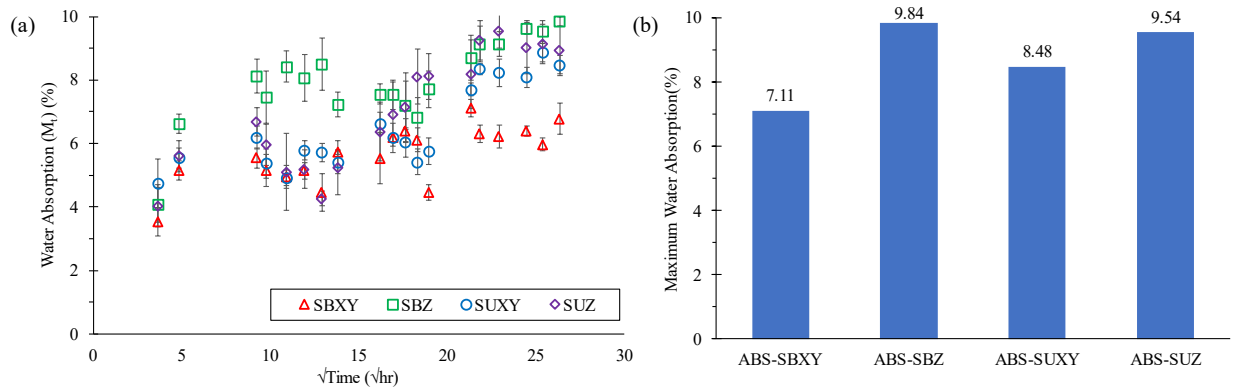 (a)
Water Absorption (Mt) (%)
10
8
6
4
2
0
0 5 10 15 20 25 30
√Time (√hr)
SBXY SBZ SUXY SUZ
(b)
Maximum Water Absorption(%)
10
8
6
4
2
0
7.11
9.84
8.48
9.54
ABS-SBXY ABS-SBZ ABS-SUXY ABS-SUZ